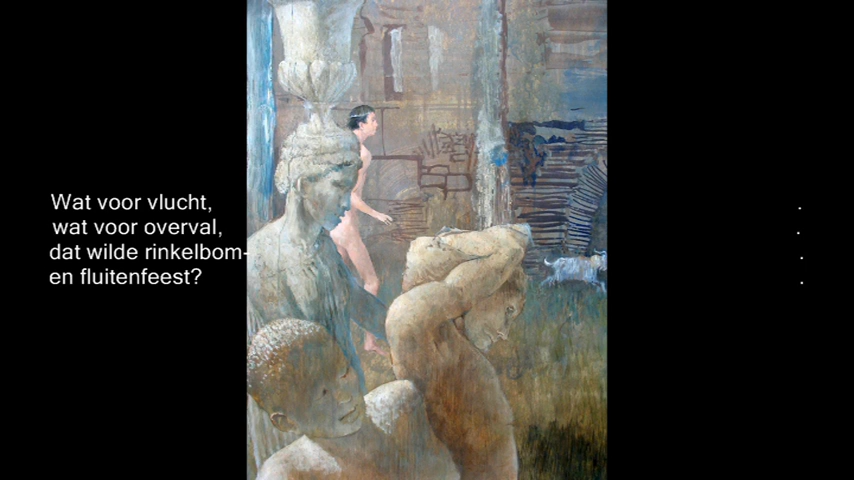 Wat voor vlucht,
wat voor overval,
dat wilde rinkelbom-
en fluitenfeest?
.
.
.
.